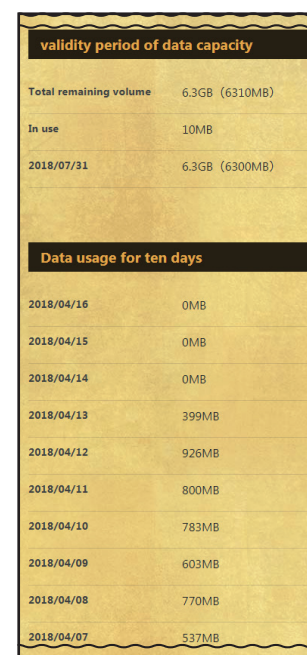 validity period of data capacity
Total remaining volume 6.3GB（6310MB）
In use 10MB
2018/07/31 6.3GB（6300MB）
Data usage for ten days
2018/04/16 0MB
2018/04/15 0MB
2018/04/14 0MB
2018/04/13 399MB
2018/04/12 926MB
2018/04/11 800MB
2018/04/10 783MB
2018/04/09 603MB
2018/04/08 770MB
2018/04/07 537MB